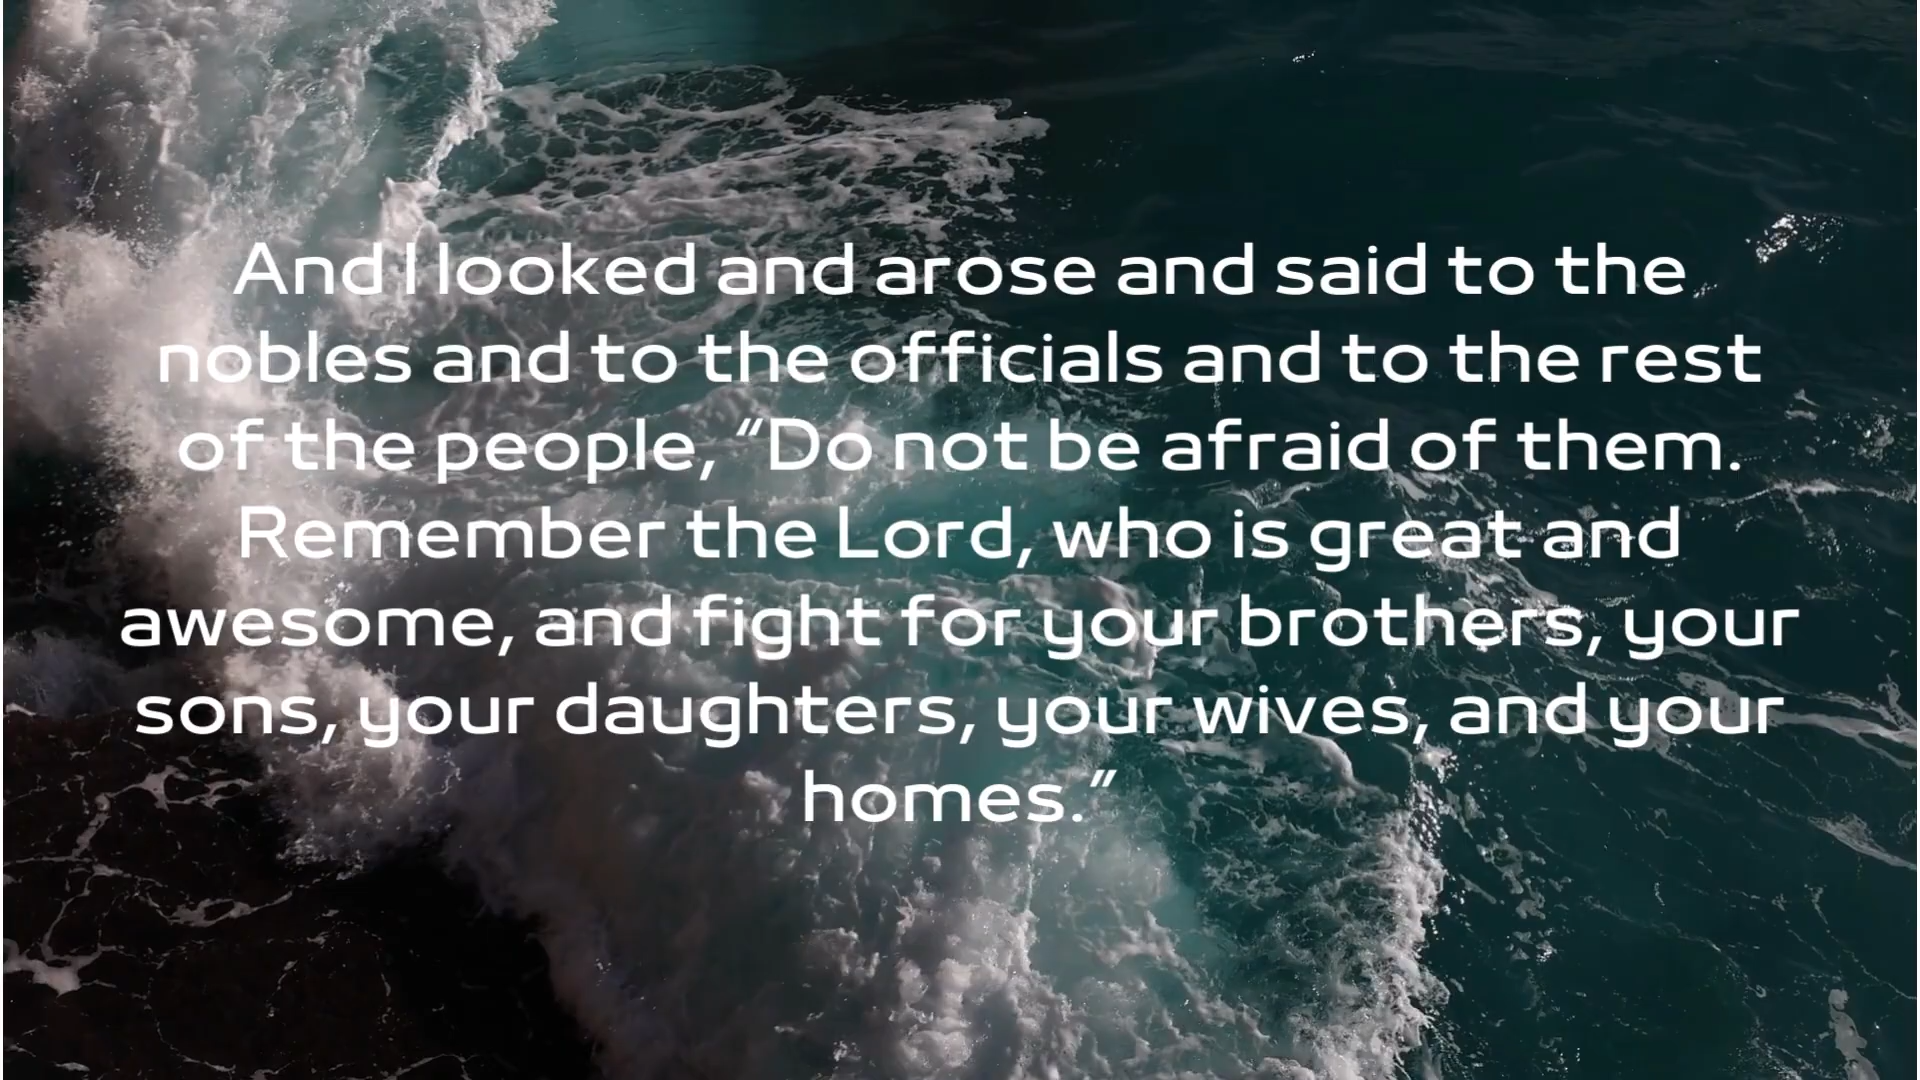 And I looked and arose and said to the
nobles and to the officials and to the rest
of the people, “Do not be afraid of them.
Remember the Lord, who is great and
awesome, and fight for your brothers, your
sons, your daughters, your wives, and your
homes.”